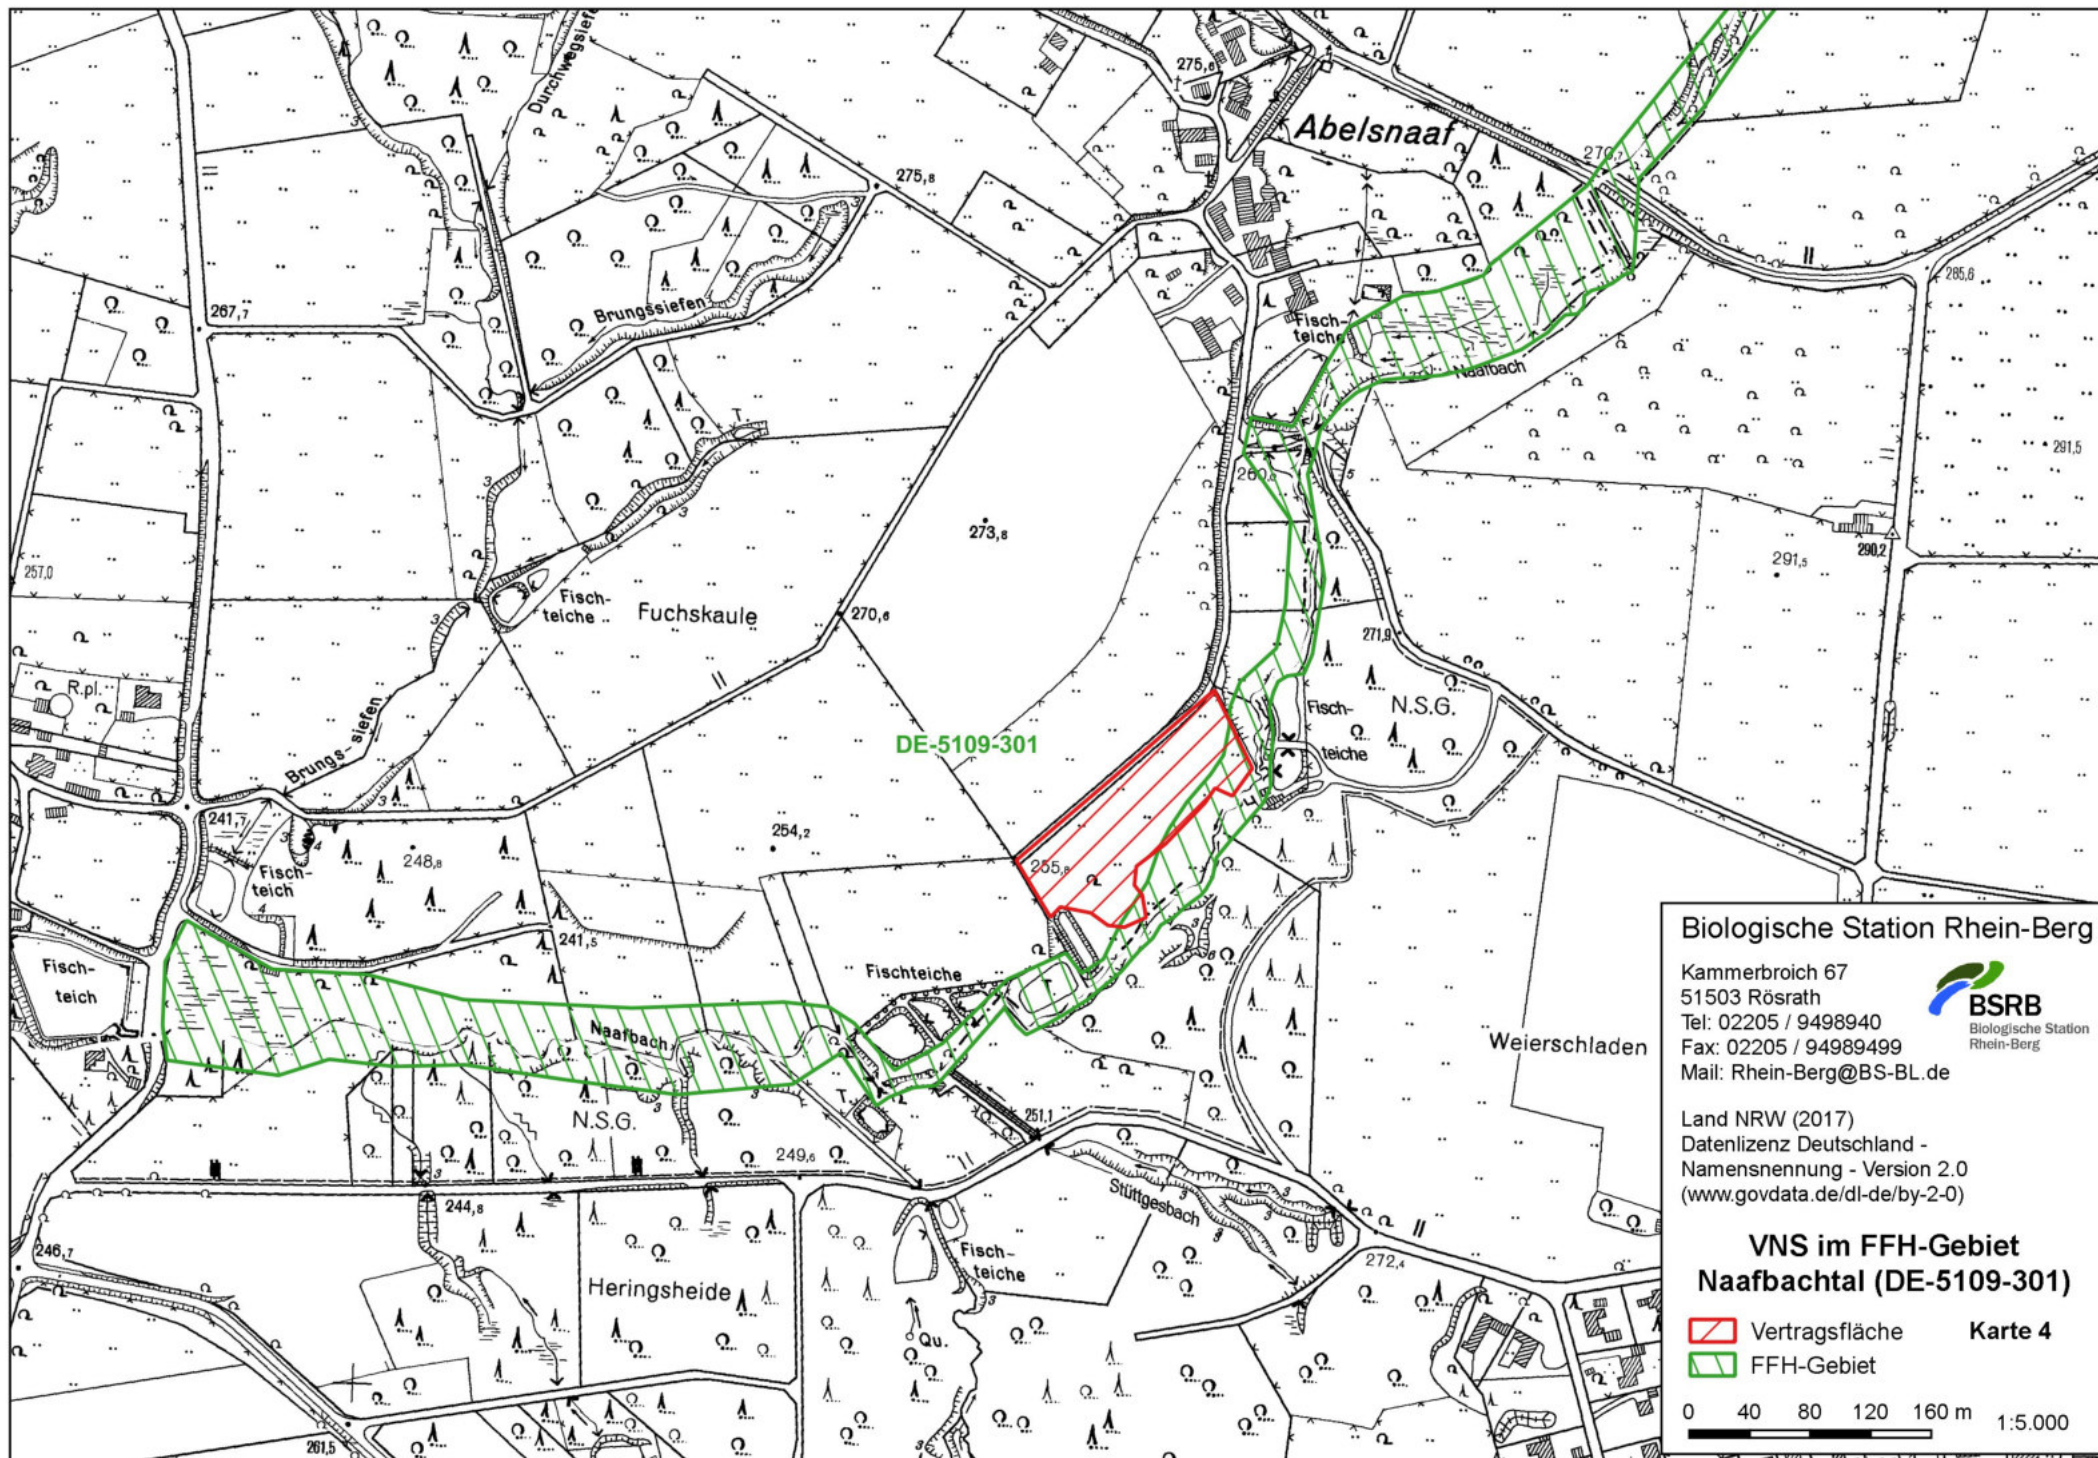 Durchwegsiefen
275,6
Abelsnaaf
270,7
275,8
285,6
267,7
Brungssiefen
Fisch-
teiche
Naafbach
T.
3
3
260,0
5
291,5
273,8
290,2
291,5
257,0
Fisch-
teiche
Fuchskaule
270,6
271,9
R.pl.
Fisch-
teiche
N.S.G.
Brungs-siefen
DE-5109-301
241,7
254,2
248,8
255,8
Fisch-
teich
241,5
Fisch-
teich
Fischteiche
Naafbach
Weierschladen
T.
251,1
N.S.G.
249,6
Stüttgesbach
244,8
246,7
Fisch-
teiche
272,4
Heringsheide
Qu.
261,5
Biologische Station Rhein-Berg
Kammerbroich 67
51503 Rösrath
Tel: 02205 / 9498940
Fax: 02205 / 94989499
Mail: Rhein-Berg@BS-BL.de
BSRB
Biologische Station
Rhein-Berg
Land NRW (2017)
Datenlizenz Deutschland -
Namensnennung - Version 2.0
(www.govdata.de/dl-de/by-2-0)
VNS im FFH-Gebiet
Naafbachtal (DE-5109-301)
Vertragsfläche
Karte 4
FFH-Gebiet
0 40 80 120 160 m
1:5.000